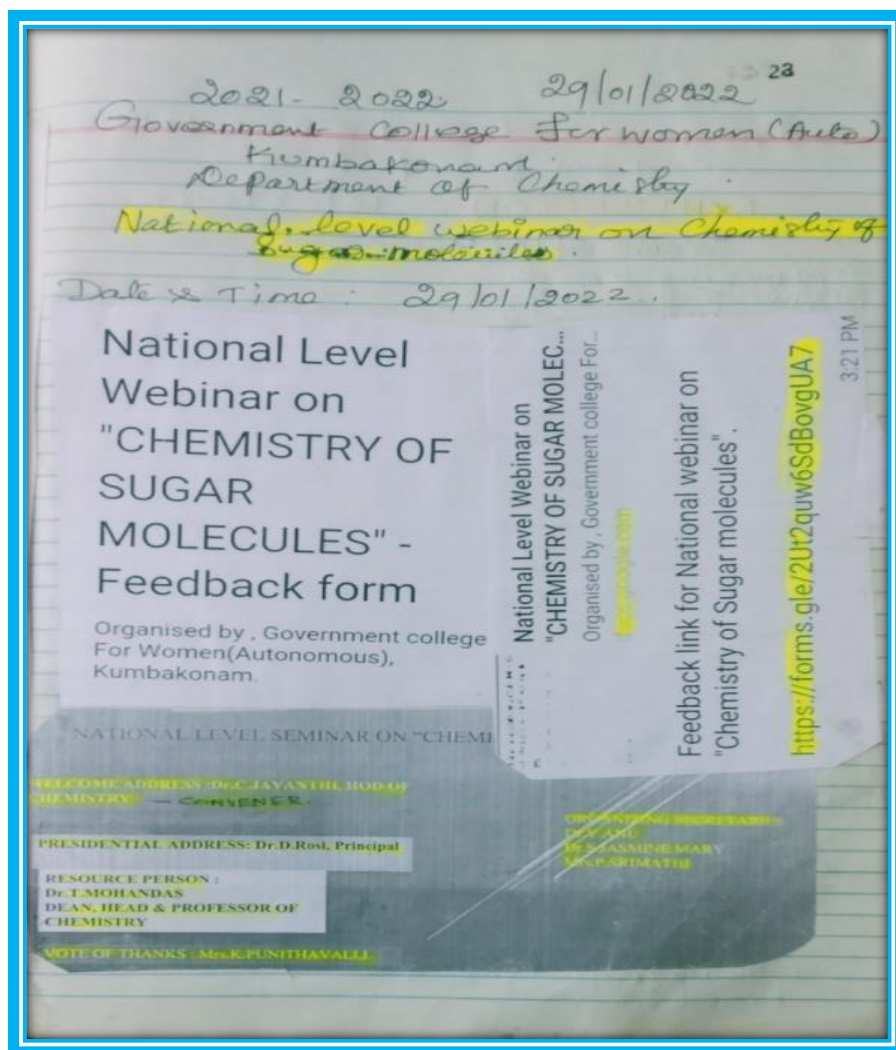 23
2021- 2022. 29/01/2022
Government College for women (Auto)
Kumbakonam.
Department of Chemistry.
National level webinar on Chemistry of
Sugar molecules.
Date & Time : 29/01/2022.
National Level
Webinar on
"CHEMISTRY OF
SUGAR
MOLECULES" -
Feedback form
Organised by , Government college
For Women(Autonomous),
Kumbakonam.
National Level Webinar on
"CHEMISTRY OF SUGAR MOLEC...
Organised by , Government college For...
Feedback link for National webinar on
"Chemistry of Sugar molecules".
https://forms.gle/2Ut2quw6SdBovgUA7
3:21 PM
NATIONAL LEVEL SEMINAR ON "CHEMI
WELCOME ADDRESS :Dr.C.JAYANTHI, HOD OF
CHEMISTRY - CONVENER.
PRESIDENTIAL ADDRESS: Dr.D.Rosi, Principal
RESOURCE PERSON :
Dr.T.MOHANDAS
DEAN, HEAD & PROFESSOR OF
CHEMISTRY
VOTE OF THANKS : Mrs.K.PUNITHAVALLI
ORGANISING
Dr.V.ANU
Dr.S.JASMINE MARY
Mrs.P.SRIMATHI